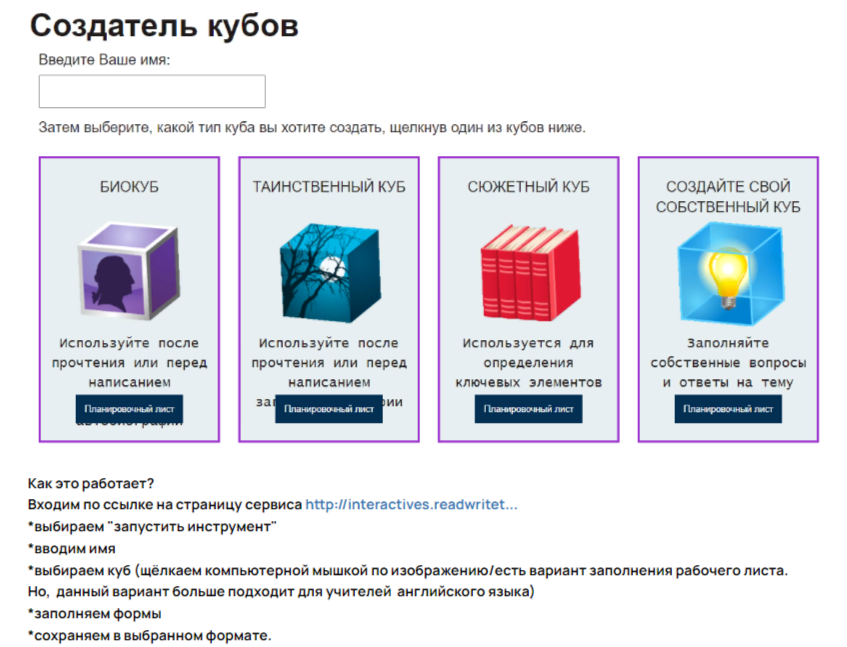 Создатель кубов
Введите Ваше имя:
Затем выберите, какой тип куба вы хотите создать, щелкнув один из кубов ниже.
БИОКУБ
Используйте после
прочтения или перед
написанием
Планировочный лист
автобиографии
ТАИНСТВЕННЫЙ КУБ
Используйте после
прочтения или перед
написанием
Планировочный лист
СЮЖЕТНЫЙ КУБ
Используется для
определения
ключевых элементов
Планировочный лист
СОЗДАЙТЕ СВОЙ
СОБСТВЕННЫЙ КУБ
Заполняйте
собственные вопросы
и ответы на тему
Планировочный лист
Как это работает?
Входим по ссылке на страницу сервиса http://interactives.readwritet...
*выбираем "запустить инструмент"
*вводим имя
*выбираем куб (щёлкаем компьютерной мышкой по изображению/есть вариант заполнения рабочего листа.
Но, данный вариант больше подходит для учителей английского языка)
*заполняем формы
*сохраняем в выбранном формате.